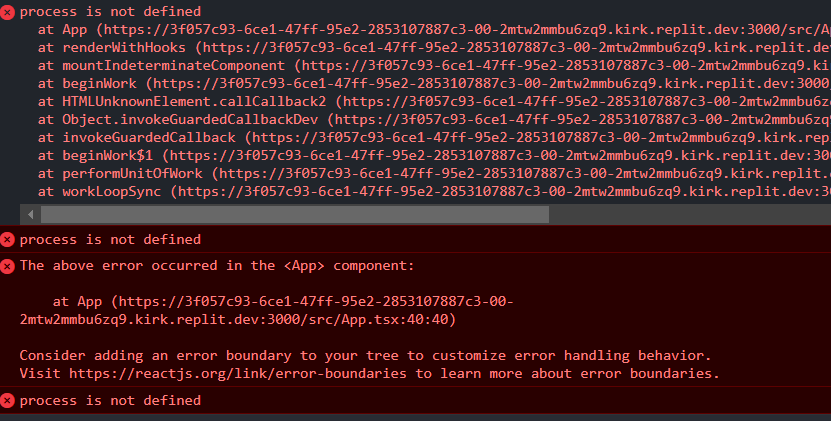 process is not defined
at App (https://3f057c93-6ce1-47ff-95e2-2853107887c3-00-2mtw2mmbu6zq9.kirk.replit.dev:3000/src/Ap
at renderWithHooks (https://3f057c93-6ce1-47ff-95e2-2853107887c3-00-2mtw2mmbu6zq9.kirk.replit.dev
at mountIndeterminateComponent (https://3f057c93-6ce1-47ff-95e2-2853107887c3-00-2mtw2mmbu6zq9.ki
at beginWork (https://3f057c93-6ce1-47ff-95e2-2853107887c3-00-2mtw2mmbu6zq9.kirk.replit.dev:3000
at HTMLUnknownElement.callCallback2 (https://3f057c93-6ce1-47ff-95e2-2853107887c3-00-2mtw2mmbu6z
at Object.invokeGuardedCallbackDev (https://3f057c93-6ce1-47ff-95e2-2853107887c3-00-2mtw2mmbu6zq9
at invokeGuardedCallback (https://3f057c93-6ce1-47ff-95e2-2853107887c3-00-2mtw2mmbu6zq9.kirk.rep
at beginWork$1 (https://3f057c93-6ce1-47ff-95e2-2853107887c3-00-2mtw2mmbu6zq9.kirk.replit.dev:300
at performUnitOfWork (https://3f057c93-6ce1-47ff-95e2-2853107887c3-00-2mtw2mmbu6zq9.kirk.replit.
at workLoopSync (https://3f057c93-6ce1-47ff-95e2-2853107887c3-00-2mtw2mmbu6zq9.kirk.replit.dev:3
process is not defined
The above error occurred in the <App> component:
at App (https://3f057c93-6ce1-47ff-95e2-2853107887c3-00-
2mtw2mmbu6zq9.kirk.replit.dev:3000/src/App.tsx:40:40)
Consider adding an error boundary to your tree to customize error handling behavior.
Visit https://reactjs.org/link/error-boundaries to learn more about error boundaries.
process is not defined